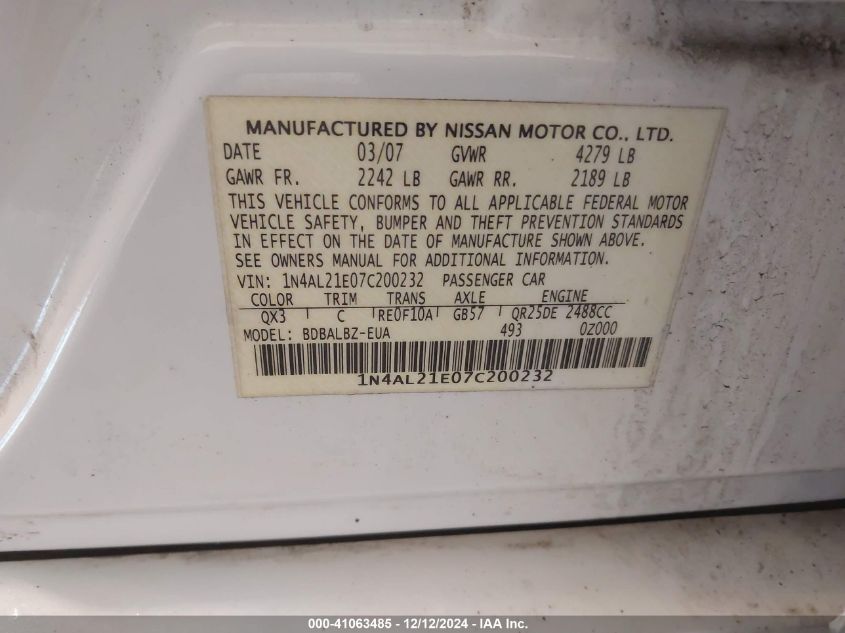 MANUFACTURED BY NISSAN MOTOR CO., LTD.
DATE 03/07 GVWR 4279 LB
GAWR FR. 2242 LB GAWR RR. 2189 LB
THIS VEHICLE CONFORMS TO ALL APPLICABLE FEDERAL MOTOR
VEHICLE SAFETY, BUMPER AND THEFT PREVENTION STANDARDS
IN EFFECT ON THE DATE OF MANUFACTURE SHOWN ABOVE.
SEE OWNERS MANUAL FOR ADDITIONAL INFORMATION.
VIN: 1N4AL21E07C200232 PASSENGER CAR
COLOR TRIM TRANS AXLE ENGINE
QX3 C RE0F10A GB57 QR25DE 2488CC
MODEL: BDBALBZ-EUA 493 0Z000
1N4AL21E07C200232
000-41063485 - 12/12/2024 - IAA Inc.